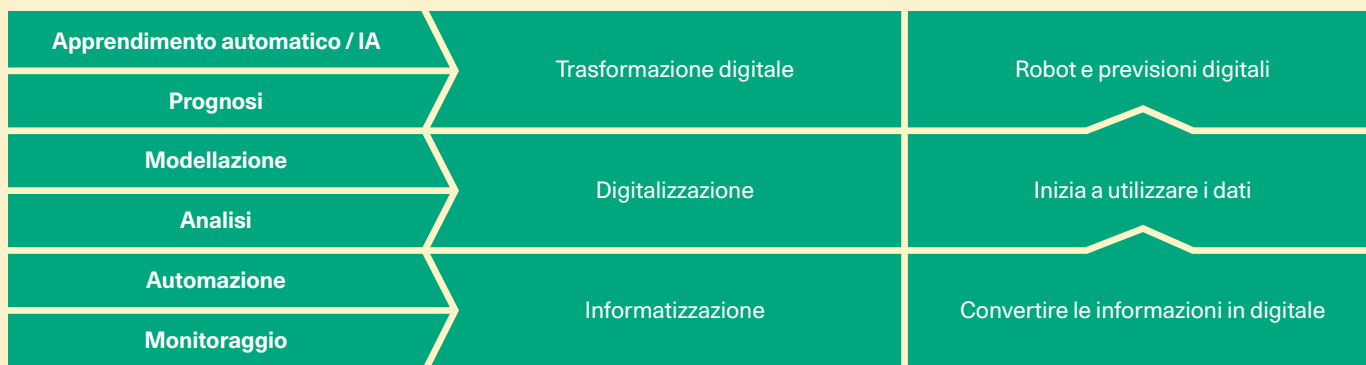 Apprendimento automatico / IA
Prognosi
Trasformazione digitale
Robot e previsioni digitali
Modellazione
Analisi
Digitalizzazione
Inizia a utilizzare i dati
Automazione
Monitoraggio
Informatizzazione
Convertire le informazioni in digitale